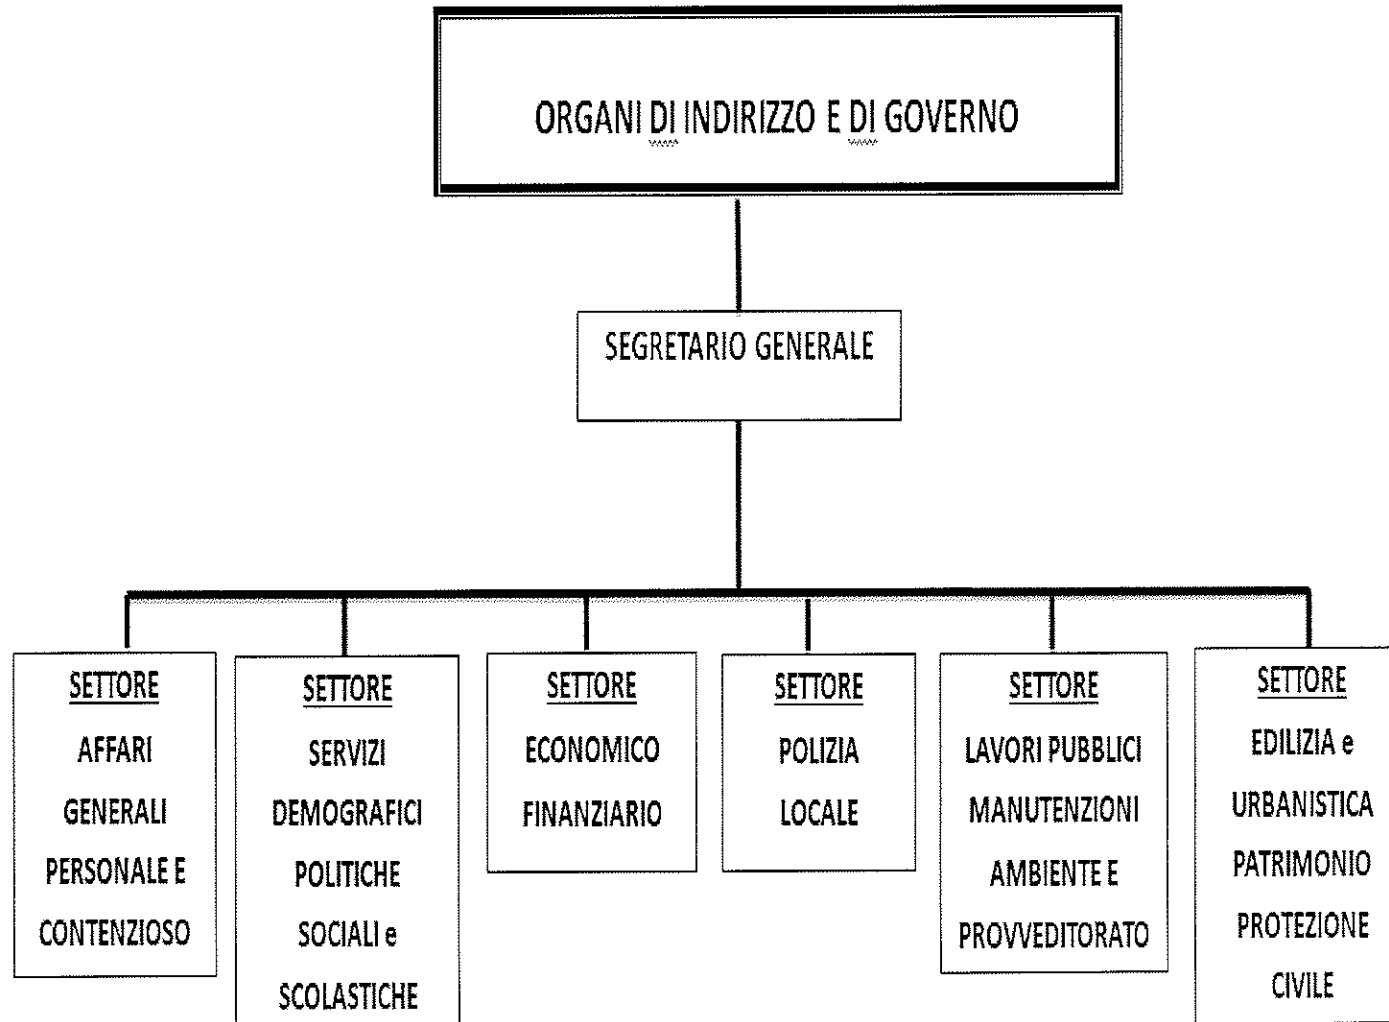 ORGANI DI INDIRIZZO E DI GOVERNO
SEGRETARIO GENERALE
SETTORE
AFFARI
GENERALI
PERSONALE E
CONTENZIOSO
SETTORE
SERVIZI
DEMOGRAFICI
POLITICHE
SOCIALI e
SCOLASTICHE
SETTORE
ECONOMICO
FINANZIARIO
SETTORE
POLIZIA
LOCALE
SETTORE
LAVORI PUBBLICI
MANUTENZIONI
AMBIENTE E
PROVVEDITORATO
SETTORE
EDILIZIA e
URBANISTICA
PATRIMONIO
PROTEZIONE
CIVILE